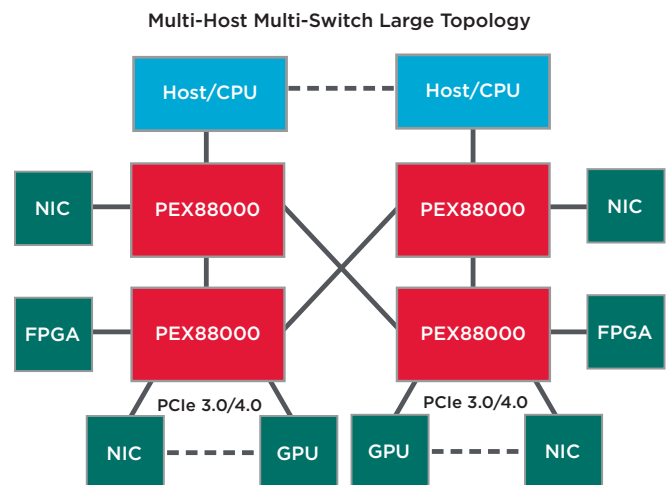 Multi-Host Multi-Switch Large Topology
Host/CPU
Host/CPU
NIC
PEX88000
PEX88000
NIC
FPGA
PEX88000
PEX88000
FPGA
PCIe 3.0/4.0
PCIe 3.0/4.0
NIC
GPU
GPU
NIC